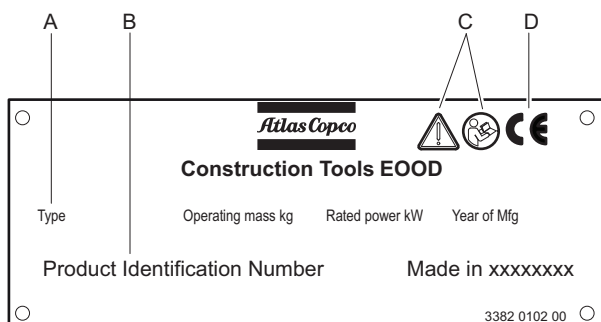 A B C D
Atlas Copco
Construction Tools EOOD
Type Operating mass kg Rated power kW Year of Mfg
Product Identification Number Made in xxxxxxxx
3382 0102 00